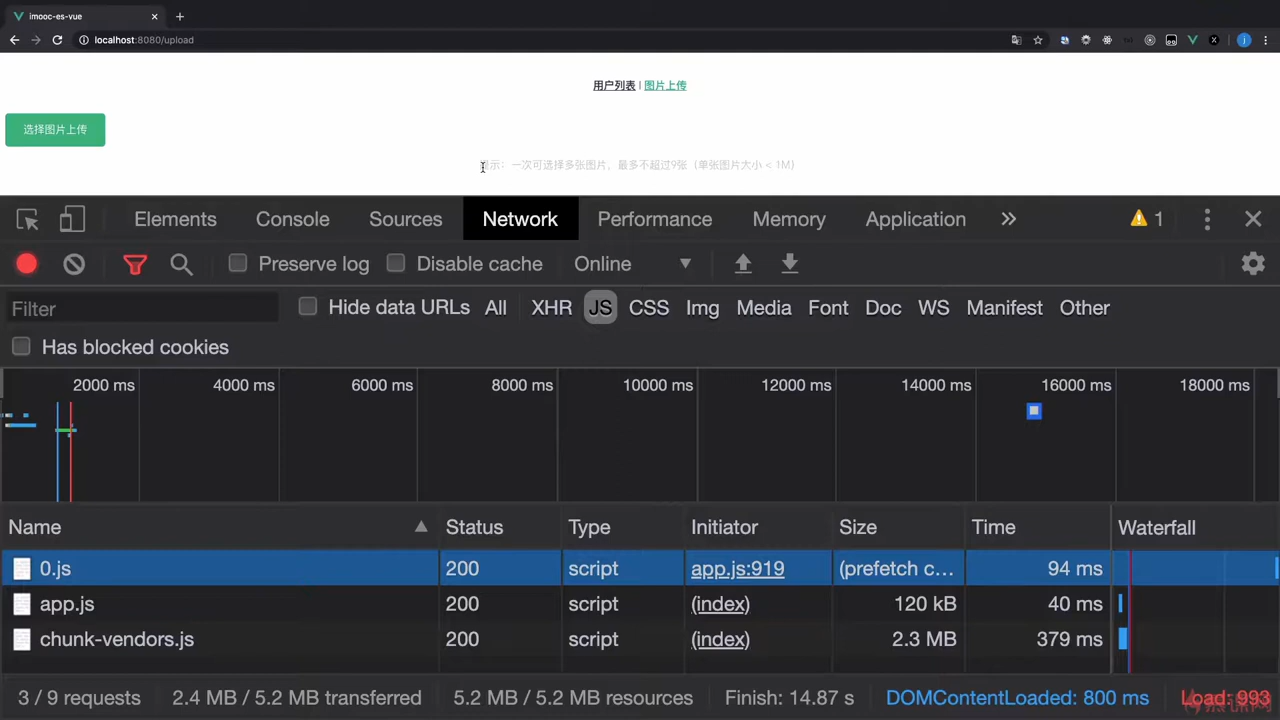 imooc-es-vue
localhost:8080/upload
用户列表 | 图片上传
选择图片上传
提示：一次可选择多张图片，最多不超过9张（单张图片大小 < 1M）
Elements Console Sources Network Performance Memory Application 1
Preserve log Disable cache Online
Filter Hide data URLs All XHR JS CSS Img Media Font Doc WS Manifest Other
Has blocked cookies
2000 ms 4000 ms 6000 ms 8000 ms 10000 ms 12000 ms 14000 ms 16000 ms 18000 ms
Name Status Type Initiator Size Time Waterfall
0.js 200 script app.js:919 (prefetch c… 94 ms
app.js 200 script (index) 120 kB 40 ms
chunk-vendors.js 200 script (index) 2.3 MB 379 ms
3 / 9 requests 2.4 MB / 5.2 MB transferred 5.2 MB / 5.2 MB resources Finish: 14.87 s DOMContentLoaded: 800 ms Load: 993